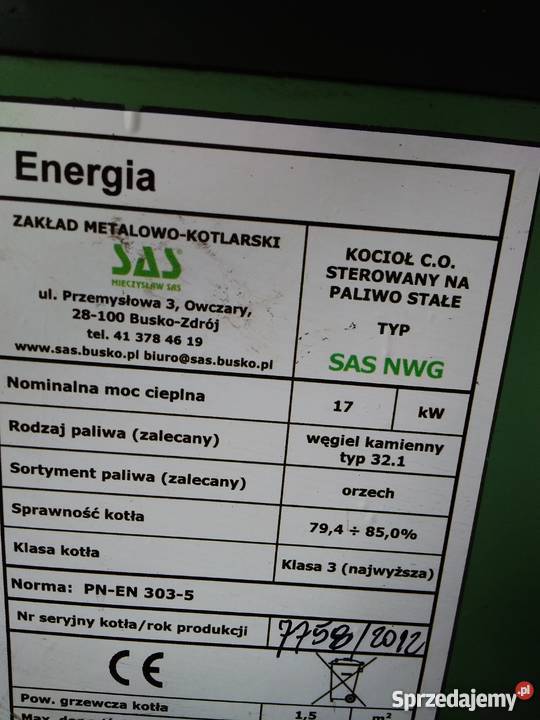 Energia
ZAKŁAD METALOWO-KOTLARSKI
SAS
MIECZYSŁAW SAS
ul. Przemysłowa 3, Owczary,
28-100 Busko-Zdrój
tel. 41 378 46 19
www.sas.busko.pl biuro@sas.busko.pl
KOCIOŁ C.O.
STEROWANY NA
PALIWO STAŁE
TYP
SAS NWG
Nominalna moc cieplna 17 kW
Rodzaj paliwa (zalecany) węgiel kamienny
typ 32.1
Sortyment paliwa (zalecany) orzech
Sprawność kotła 79,4 ÷ 85,0%
Klasa kotła Klasa 3 (najwyższa)
Norma: PN-EN 303-5
Nr seryjny kotła/rok produkcji 7758/2012
CE
Pow. grzewcza kotła 1,5 m²
Max.
Sprzedajemy.pl